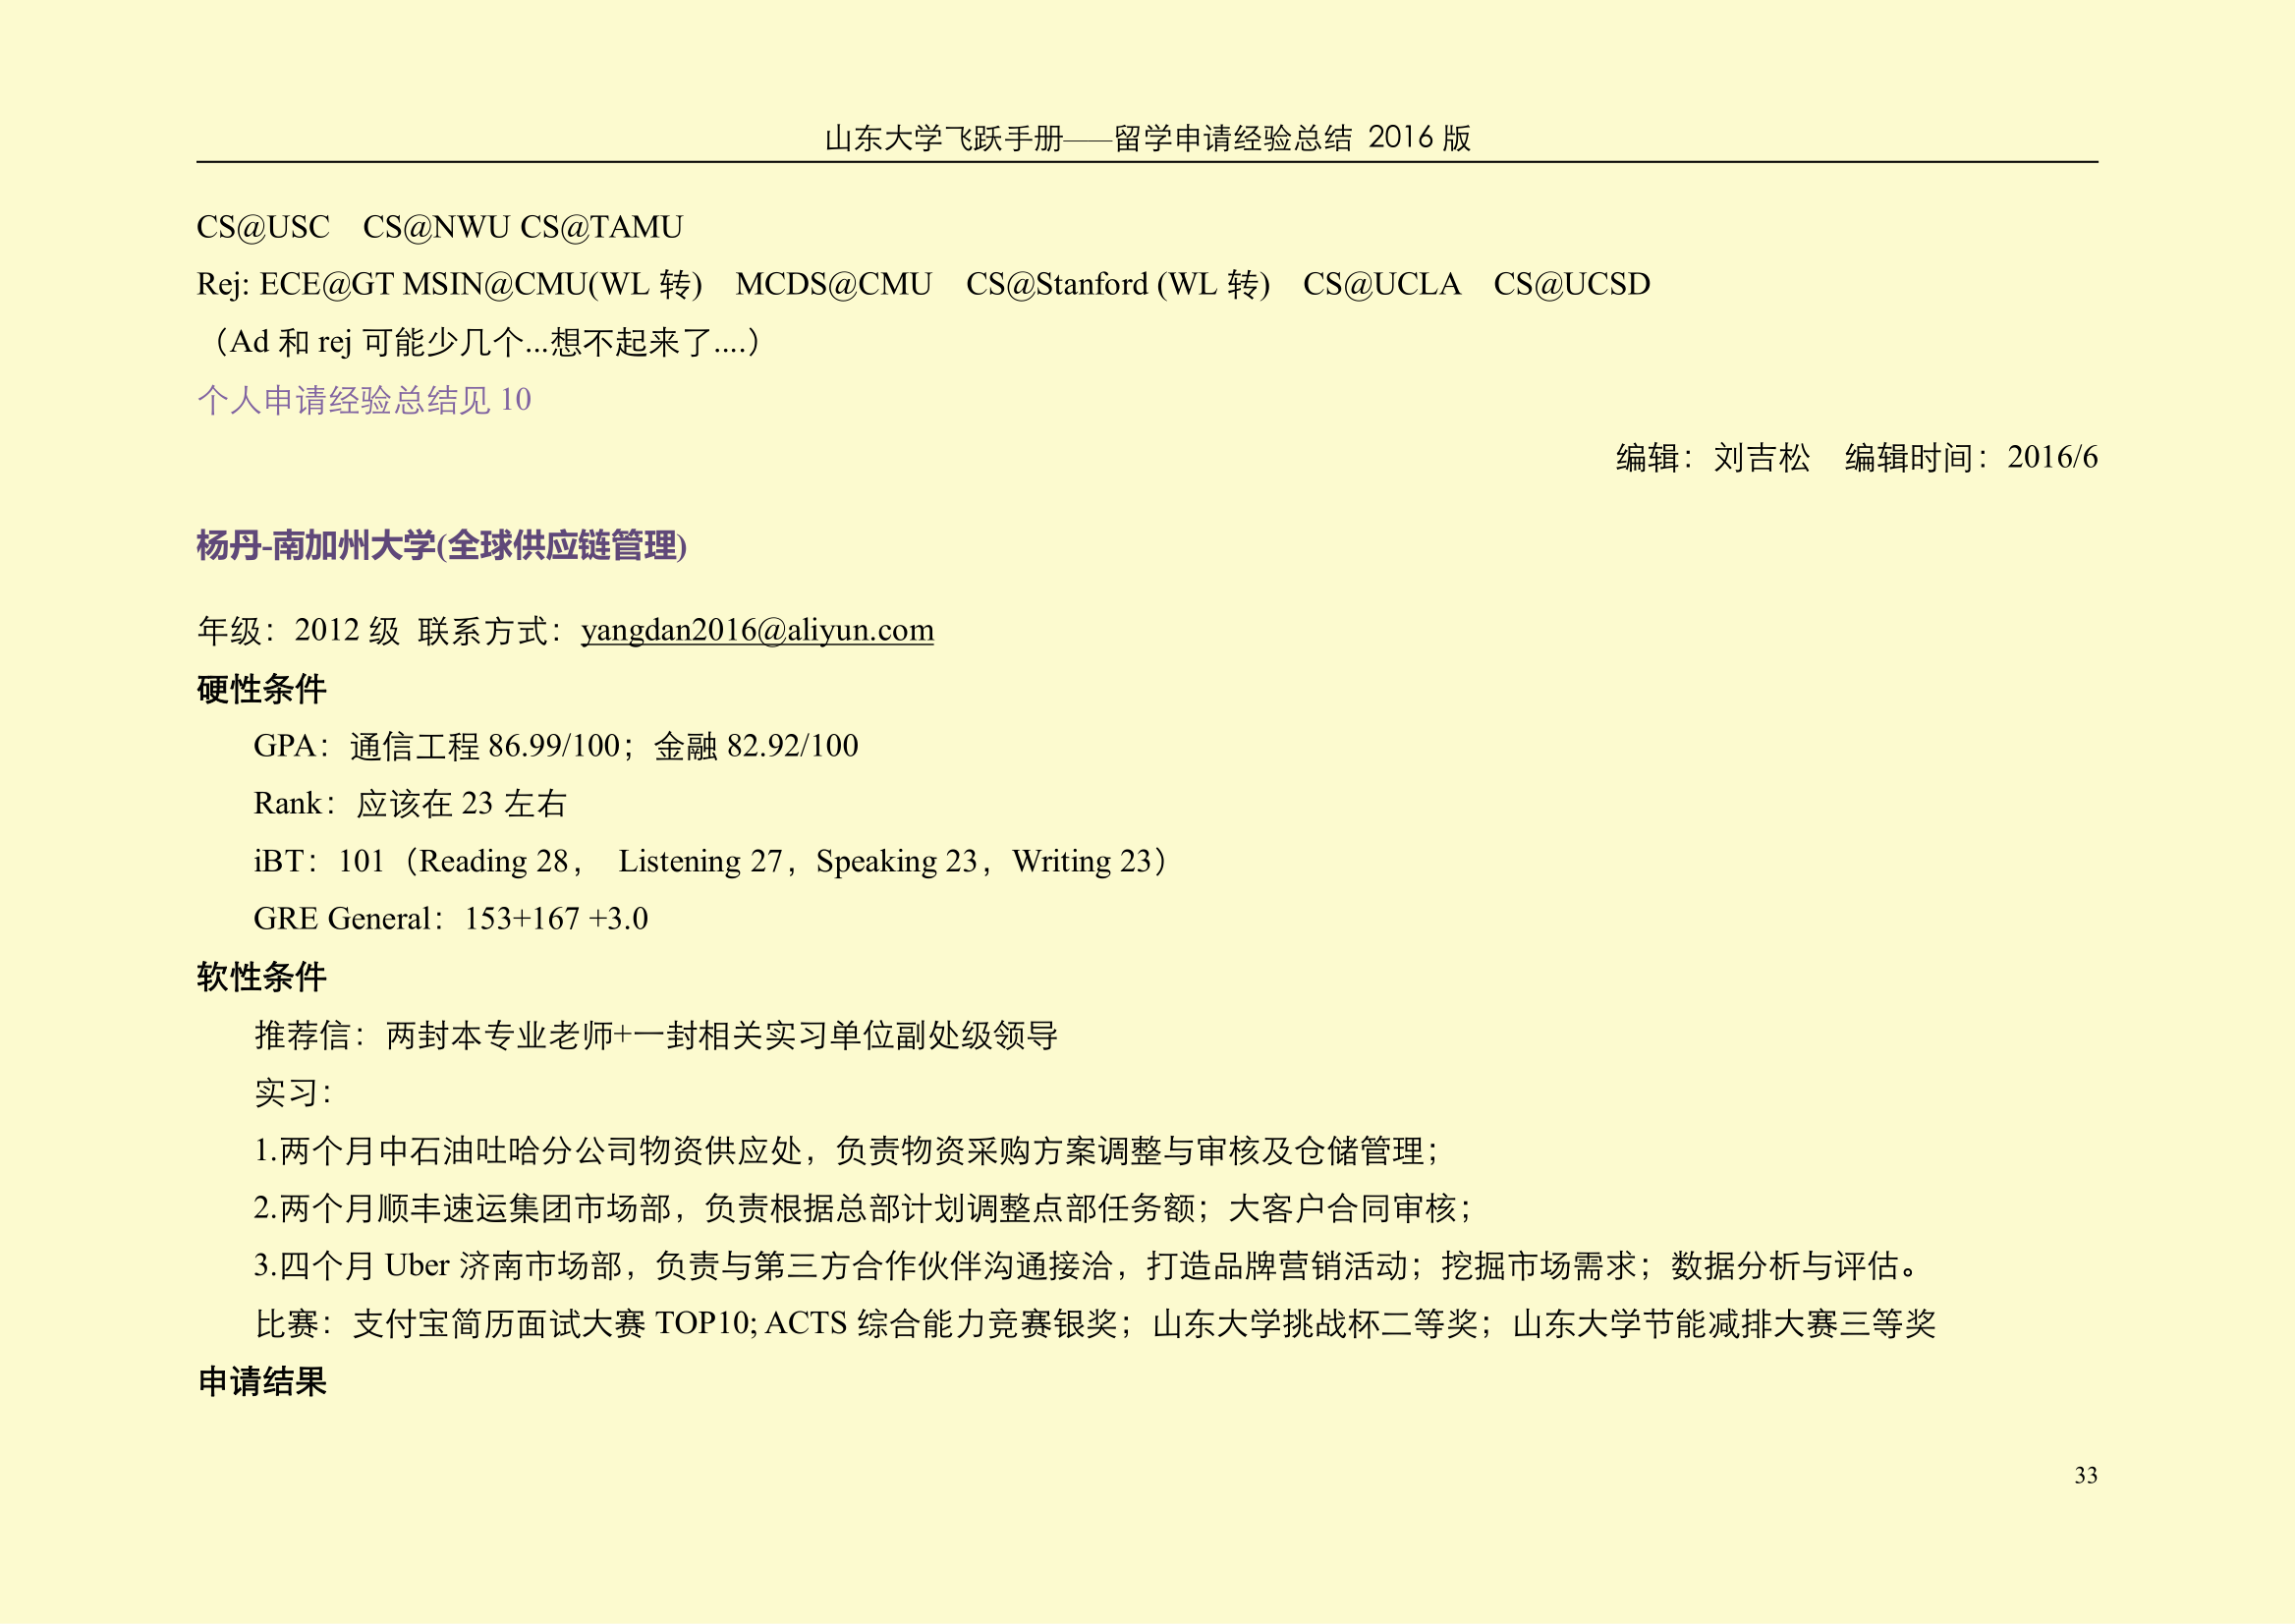 山东大学飞跃手册——留学申请经验总结 2016 版
CS@USC CS@NWU CS@TAMU
Rej: ECE@GT MSIN@CMU(WL 转) MCDS@CMU CS@Stanford (WL 转) CS@UCLA CS@UCSD
（Ad 和 rej 可能少几个...想不起来了....）
个人申请经验总结见 10
编辑：刘吉松 编辑时间：2016/6
杨丹-南加州大学(全球供应链管理)
年级：2012 级 联系方式：yangdan2016@aliyun.com
硬性条件
GPA：通信工程 86.99/100；金融 82.92/100
Rank：应该在 23 左右
iBT：101（Reading 28， Listening 27，Speaking 23，Writing 23）
GRE General：153+167 +3.0
软性条件
推荐信：两封本专业老师+一封相关实习单位副处级领导
实习：
1.两个月中石油吐哈分公司物资供应处，负责物资采购方案调整与审核及仓储管理；
2.两个月顺丰速运集团市场部，负责根据总部计划调整点部任务额；大客户合同审核；
3.四个月 Uber 济南市场部，负责与第三方合作伙伴沟通接洽，打造品牌营销活动；挖掘市场需求；数据分析与评估。
比赛：支付宝简历面试大赛 TOP10; ACTS 综合能力竞赛银奖；山东大学挑战杯二等奖；山东大学节能减排大赛三等奖
申请结果
33